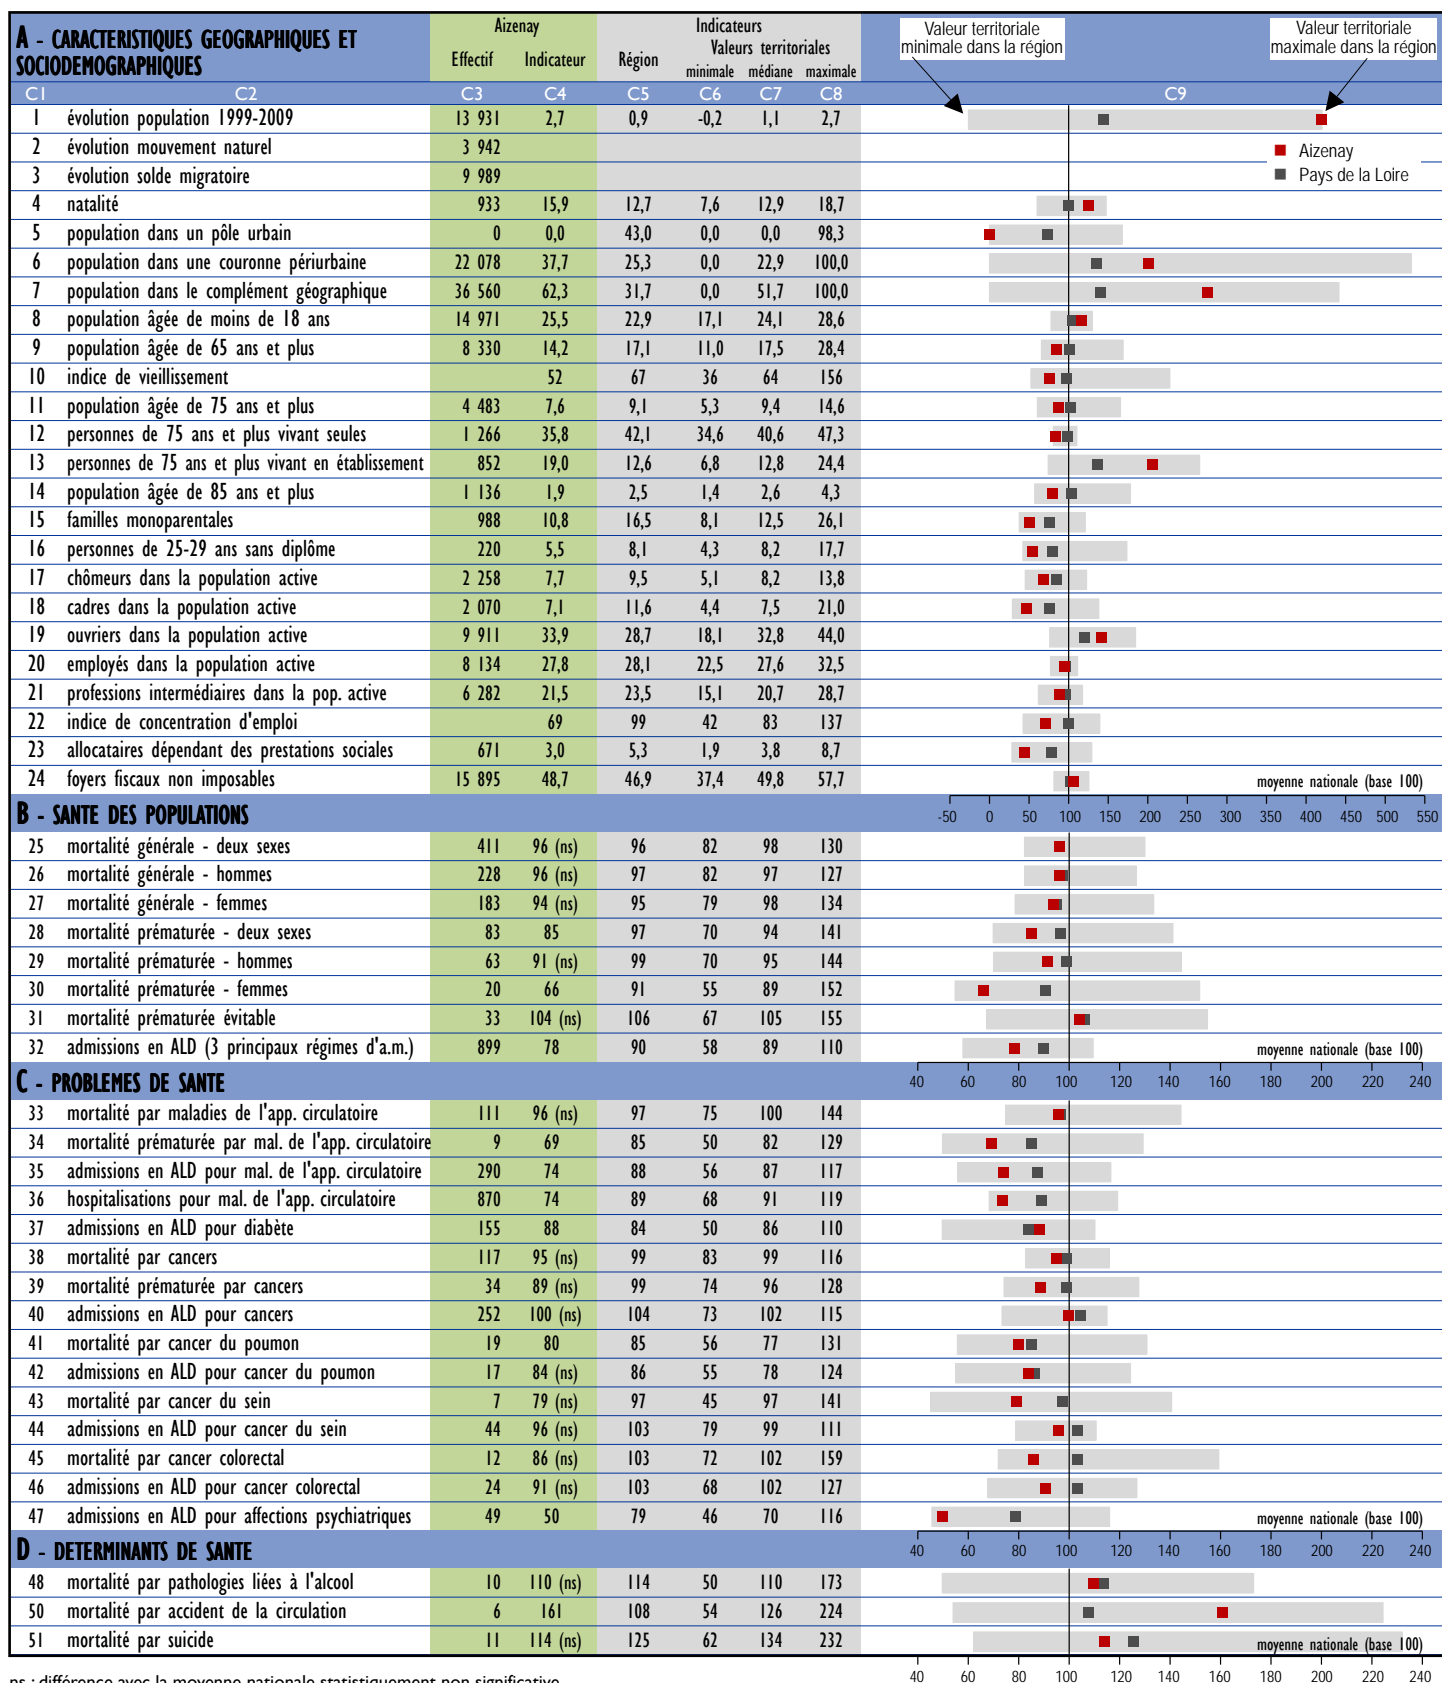 A - CARACTERISTIQUES GEOGRAPHIQUES ET SOCIODEMOGRAPHIQUES
Aizenay
Effectif Indicateur
Indicateurs
Région Valeurs territoriales
minimale médiane maximale
Valeur territoriale minimale dans la région
Valeur territoriale maximale dans la région
C1 C2 C3 C4 C5 C6 C7 C8 C9
1 évolution population 1999-2009 13 931 2,7 0,9 -0,2 1,1 2,7
2 évolution mouvement naturel 3 942
Aizenay
3 évolution solde migratoire 9 989
Pays de la Loire
4 natalité 933 15,9 12,7 7,6 12,9 18,7
5 population dans un pôle urbain 0 0,0 43,0 0,0 0,0 98,3
6 population dans une couronne périurbaine 22 078 37,7 25,3 0,0 22,9 100,0
7 population dans le complément géographique 36 560 62,3 31,7 0,0 51,7 100,0
8 population âgée de moins de 18 ans 14 971 25,5 22,9 17,1 24,1 28,6
9 population âgée de 65 ans et plus 8 330 14,2 17,1 11,0 17,5 28,4
10 indice de vieillissement 52 67 36 64 156
11 population âgée de 75 ans et plus 4 483 7,6 9,1 5,3 9,4 14,6
12 personnes de 75 ans et plus vivant seules 1 266 35,8 42,1 34,6 40,6 47,3
13 personnes de 75 ans et plus vivant en établissement 852 19,0 12,6 6,8 12,8 24,4
14 population âgée de 85 ans et plus 1 136 1,9 2,5 1,4 2,6 4,3
15 familles monoparentales 988 10,8 16,5 8,1 12,5 26,1
16 personnes de 25-29 ans sans diplôme 220 5,5 8,1 4,3 8,2 17,7
17 chômeurs dans la population active 2 258 7,7 9,5 5,1 8,2 13,8
18 cadres dans la population active 2 070 7,1 11,6 4,4 7,5 21,0
19 ouvriers dans la population active 9 911 33,9 28,7 18,1 32,8 44,0
20 employés dans la population active 8 134 27,8 28,1 22,5 27,6 32,5
21 professions intermédiaires dans la pop. active 6 282 21,5 23,5 15,1 20,7 28,7
22 indice de concentration d'emploi 69 99 42 83 137
23 allocataires dépendant des prestations sociales 671 3,0 5,3 1,9 3,8 8,7
24 foyers fiscaux non imposables 15 895 48,7 46,9 37,4 49,8 57,7 moyenne nationale (base 100)
B - SANTE DES POPULATIONS
-50 0 50 100 150 200 250 300 350 400 450 500 550
25 mortalité générale - deux sexes 411 96 (ns) 96 82 98 130
26 mortalité générale - hommes 228 96 (ns) 97 82 97 127
27 mortalité générale - femmes 183 94 (ns) 95 79 98 134
28 mortalité prématurée - deux sexes 83 85 97 70 94 141
29 mortalité prématurée - hommes 63 91 (ns) 99 70 95 144
30 mortalité prématurée - femmes 20 66 91 55 89 152
31 mortalité prématurée évitable 33 104 (ns) 106 67 105 155
32 admissions en ALD (3 principaux régimes d'a.m.) 899 78 90 58 89 110 moyenne nationale (base 100)
C - PROBLEMES DE SANTE
40 60 80 100 120 140 160 180 200 220 240
33 mortalité par maladies de l'app. circulatoire 111 96 (ns) 97 75 100 144
34 mortalité prématurée par mal. de l'app. circulatoire 9 69 85 50 82 129
35 admissions en ALD pour mal. de l'app. circulatoire 290 74 88 56 87 117
36 hospitalisations pour mal. de l'app. circulatoire 870 74 89 68 91 119
37 admissions en ALD pour diabète 155 88 84 50 86 110
38 mortalité par cancers 117 95 (ns) 99 83 99 116
39 mortalité prématurée par cancers 34 89 (ns) 99 74 96 128
40 admissions en ALD pour cancers 252 100 (ns) 104 73 102 115
41 mortalité par cancer du poumon 19 80 85 56 77 131
42 admissions en ALD pour cancer du poumon 17 84 (ns) 86 55 78 124
43 mortalité par cancer du sein 7 79 (ns) 97 45 97 141
44 admissions en ALD pour cancer du sein 44 96 (ns) 103 79 99 111
45 mortalité par cancer colorectal 12 86 (ns) 103 72 102 159
46 admissions en ALD pour cancer colorectal 24 91 (ns) 103 68 102 127
47 admissions en ALD pour affections psychiatriques 49 50 79 46 70 116 moyenne nationale (base 100)
D - DETERMINANTS DE SANTE
40 60 80 100 120 140 160 180 200 220 240
48 mortalité par pathologies liées à l'alcool 10 110 (ns) 114 50 110 173
50 mortalité par accident de la circulation 6 161 108 54 126 224
51 mortalité par suicide 11 114 (ns) 125 62 134 232 moyenne nationale (base 100)
40 60 80 100 120 140 160 180 200 220 240
ns : différence avec la moyenne nationale statistiquement non significative